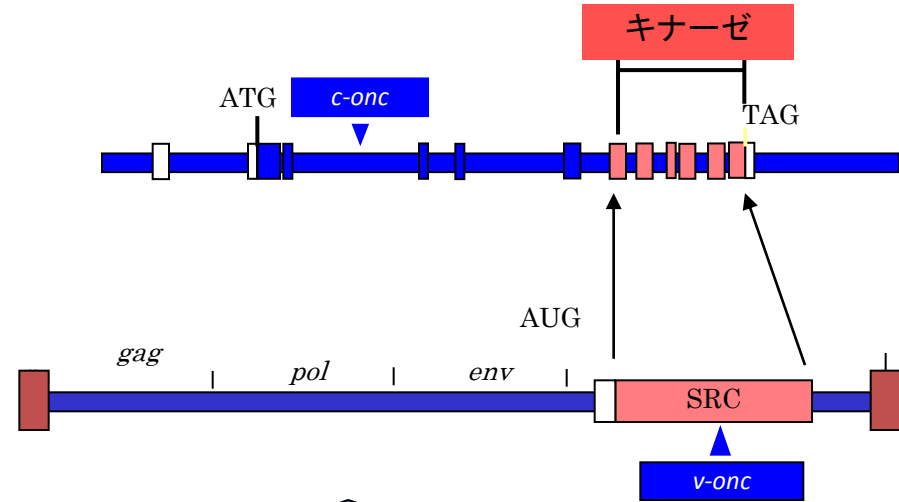 キナーゼ
ATG
c-onc
TAG
AUG
gag
pol
env
SRC
v-onc